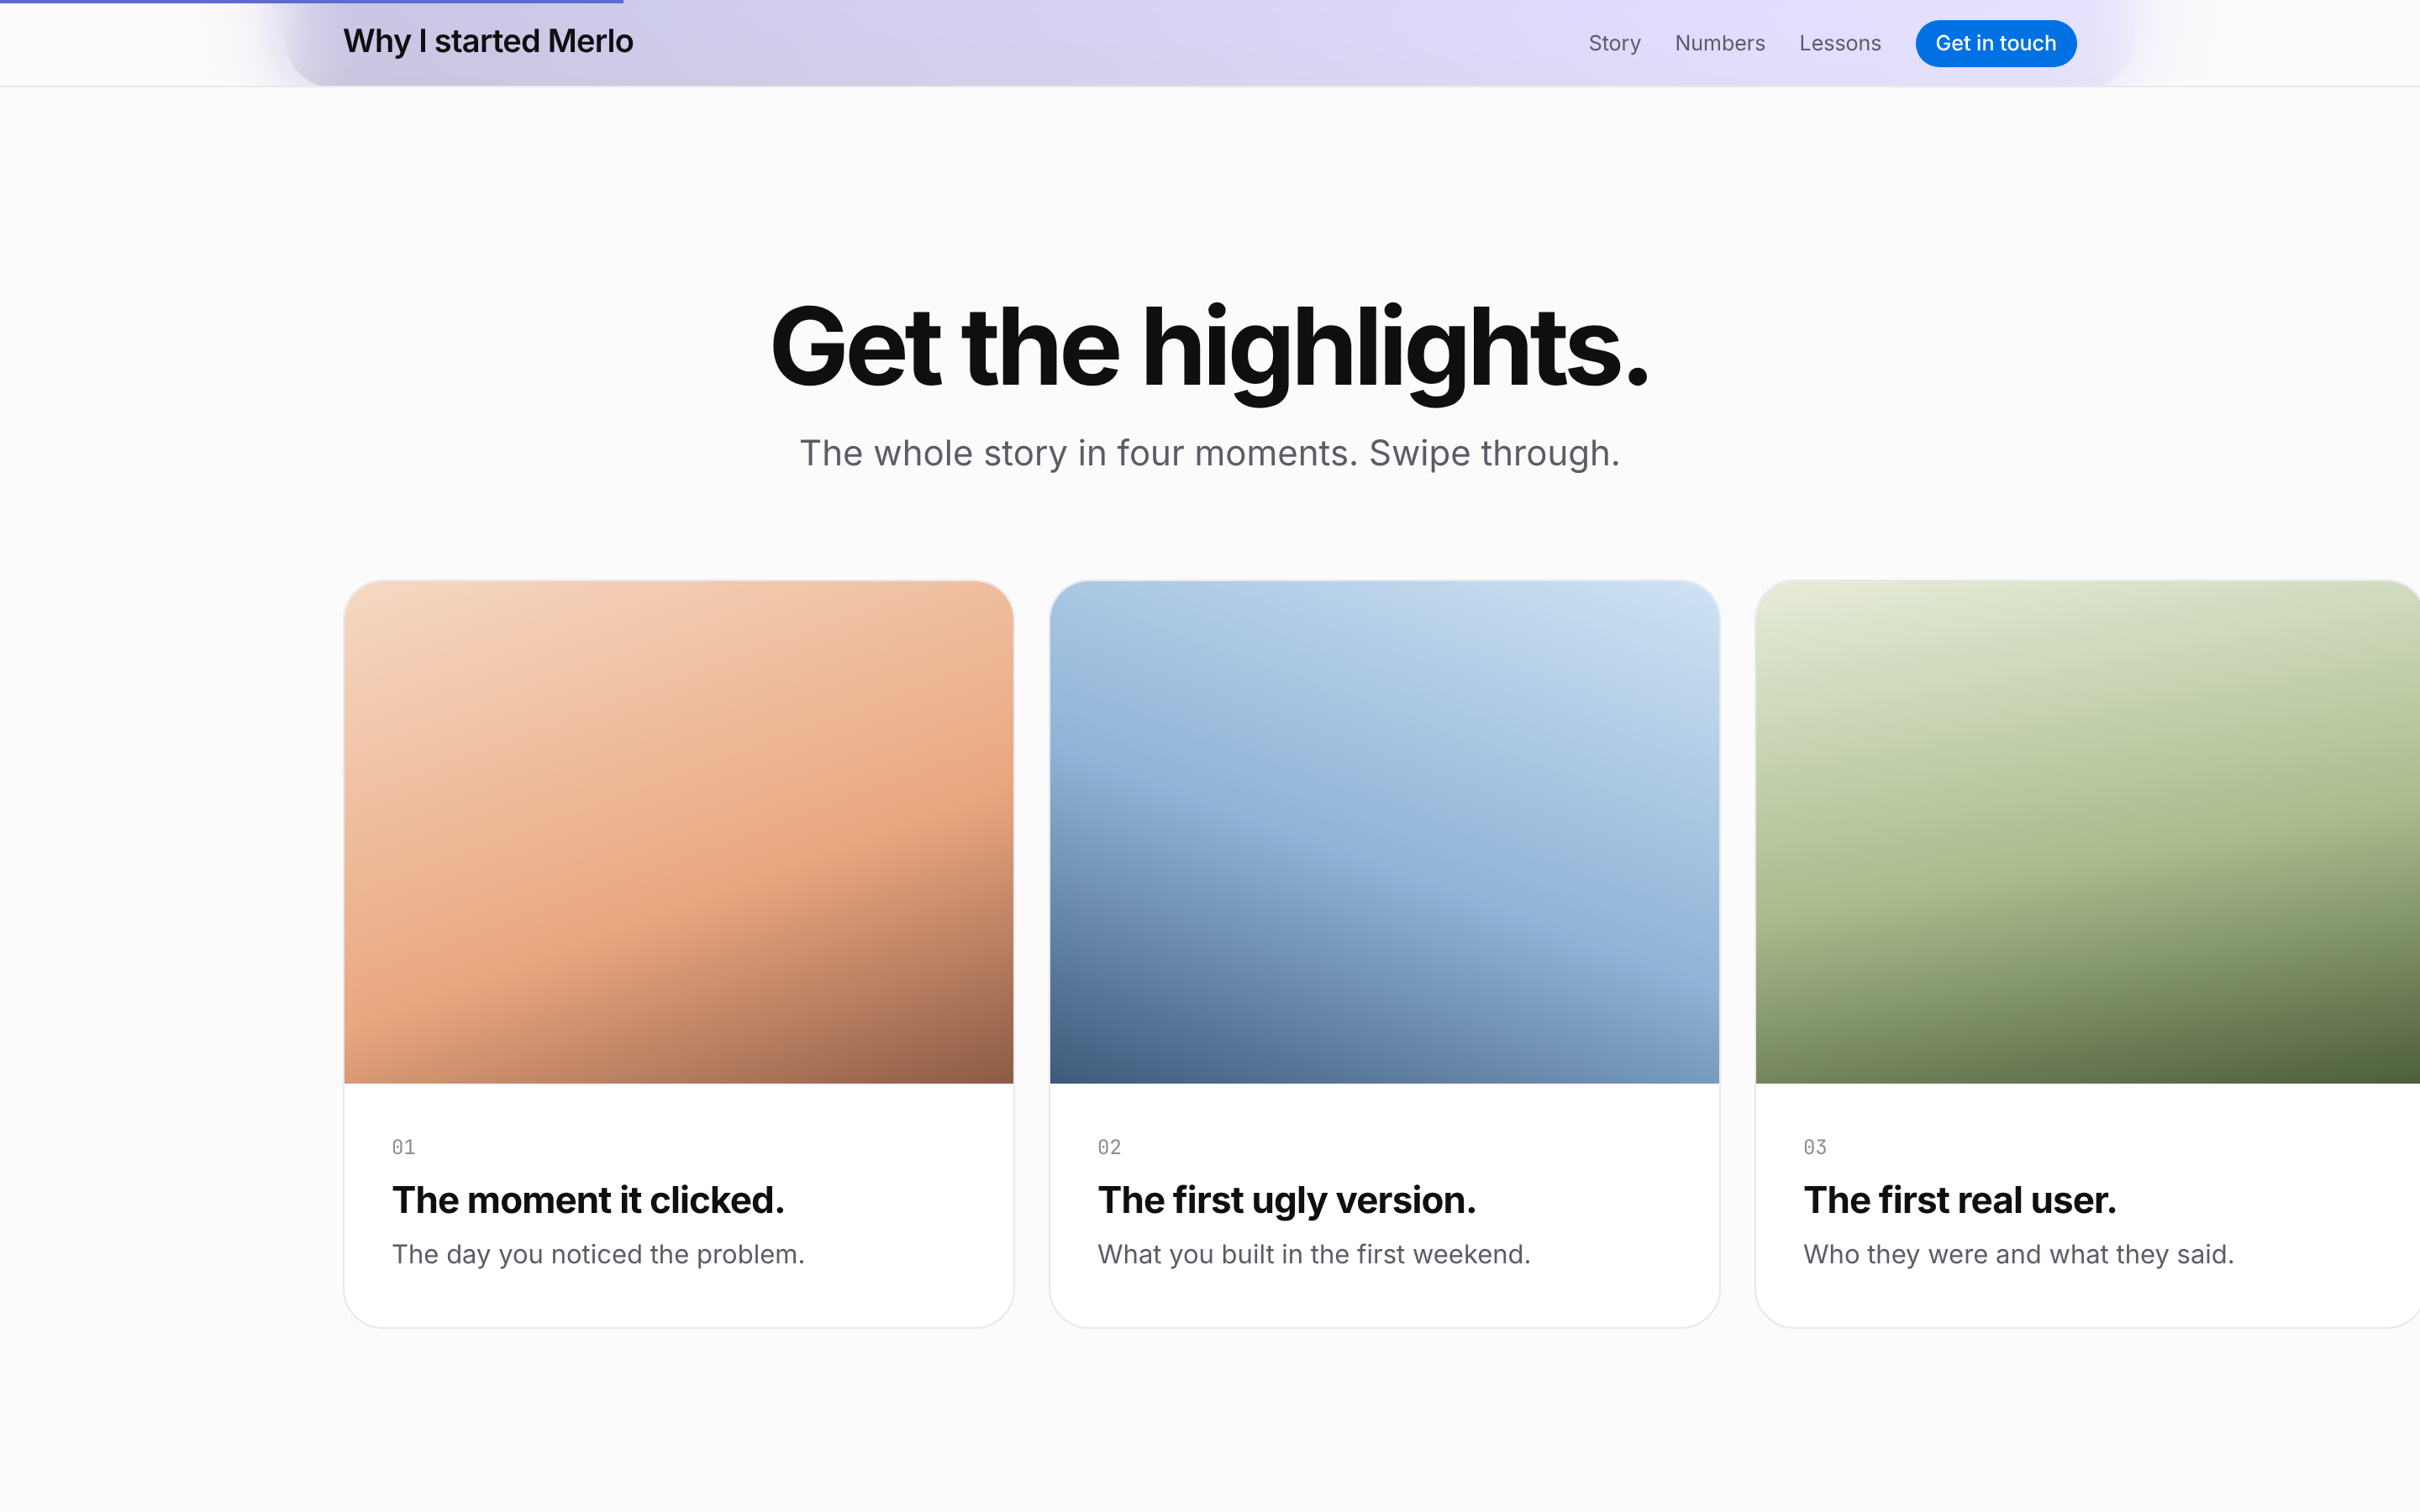 Why I started Merlo
Story Numbers Lessons Get in touch
Get the highlights.
The whole story in four moments. Swipe through.
01
The moment it clicked.
The day you noticed the problem.
02
The first ugly version.
What you built in the first weekend.
03
The first real user.
Who they were and what they said.